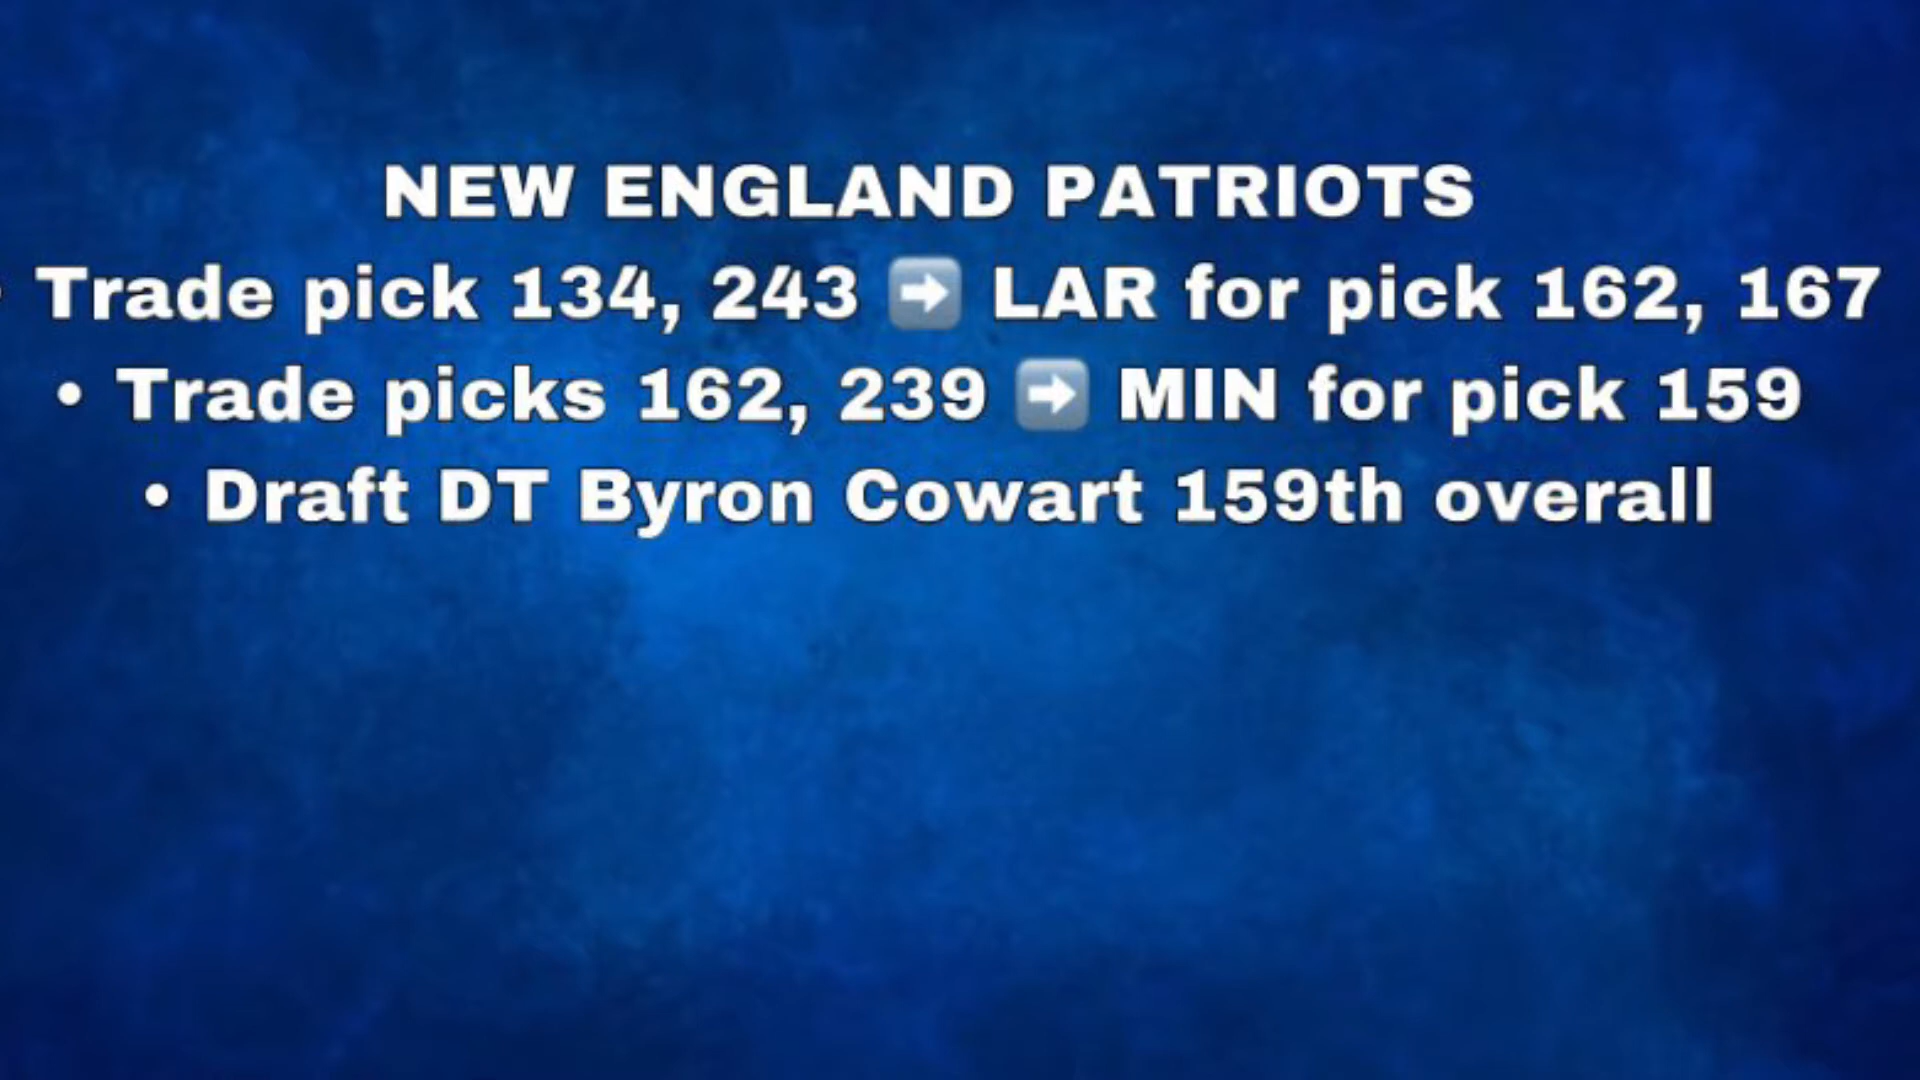 NEW ENGLAND PATRIOTS
• Trade pick 134, 243 ➡️ LAR for pick 162, 167
• Trade picks 162, 239 ➡️ MIN for pick 159
• Draft DT Byron Cowart 159th overall